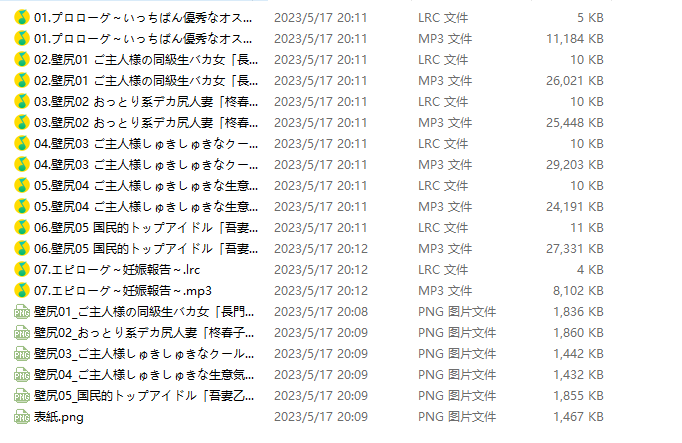 01.プロローグ～いっちばん優秀なオス... 2023/5/17 20:11 LRC 文件 5 KB
01.プロローグ～いっちばん優秀なオス... 2023/5/17 20:11 MP3 文件 11,184 KB
02.壁尻01 ご主人様の同級生バカ女「長... 2023/5/17 20:11 LRC 文件 10 KB
02.壁尻01 ご主人様の同級生バカ女「長... 2023/5/17 20:11 MP3 文件 26,021 KB
03.壁尻02 おっとり系デカ尻人妻「柊春... 2023/5/17 20:11 LRC 文件 10 KB
03.壁尻02 おっとり系デカ尻人妻「柊春... 2023/5/17 20:11 MP3 文件 25,448 KB
04.壁尻03 ご主人様しゅきしゅきなクー... 2023/5/17 20:11 LRC 文件 10 KB
04.壁尻03 ご主人様しゅきしゅきなクー... 2023/5/17 20:11 MP3 文件 29,203 KB
05.壁尻04 ご主人様しゅきしゅきな生意... 2023/5/17 20:11 LRC 文件 10 KB
05.壁尻04 ご主人様しゅきしゅきな生意... 2023/5/17 20:11 MP3 文件 24,191 KB
06.壁尻05 国民的トップアイドル「吾妻... 2023/5/17 20:11 LRC 文件 11 KB
06.壁尻05 国民的トップアイドル「吾妻... 2023/5/17 20:12 MP3 文件 27,331 KB
07.エピローグ～妊娠報告～.lrc 2023/5/17 20:12 LRC 文件 4 KB
07.エピローグ～妊娠報告～.mp3 2023/5/17 20:12 MP3 文件 8,102 KB
壁尻01_ご主人様の同級生バカ女「長門... 2023/5/17 20:08 PNG 图片文件 1,836 KB
壁尻02_おっとり系デカ尻人妻「柊春子... 2023/5/17 20:09 PNG 图片文件 1,860 KB
壁尻03_ご主人様しゅきしゅきなクール... 2023/5/17 20:09 PNG 图片文件 1,442 KB
壁尻04_ご主人様しゅきしゅきな生意気... 2023/5/17 20:09 PNG 图片文件 1,432 KB
壁尻05_国民的トップアイドル「吾妻乙... 2023/5/17 20:09 PNG 图片文件 1,855 KB
表紙.png 2023/5/17 20:09 PNG 图片文件 1,467 KB